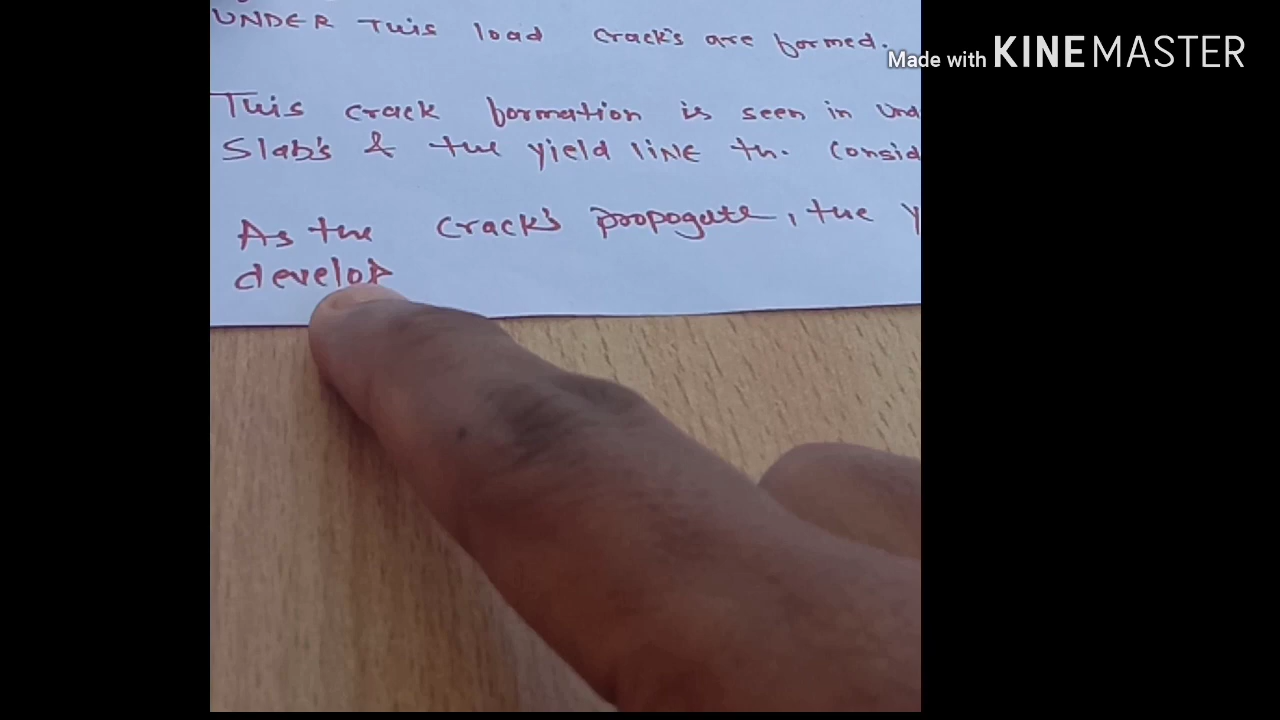 UNDER This load crack's are formed.
Made with KINEMASTER
This crack formation is seen in und
Slab's & the yield line th. Consid
As the crack's propogate, the y
develop